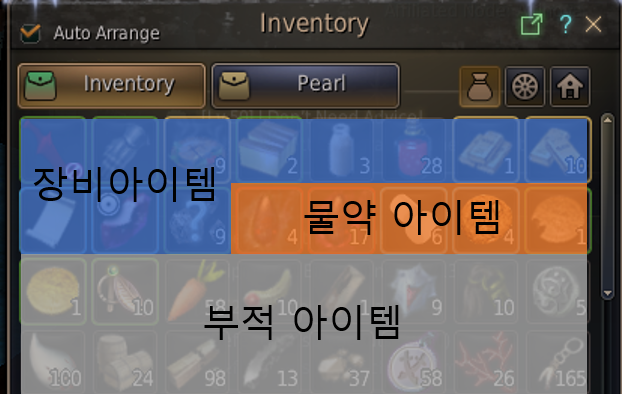 Inventory
?
Auto Arrange
Inventory
Pearl
9 2 3 28 1 10
장비아이템
물약 아이템
9 4 17 6 4 1
1 10 58 10 1 9 10 5
부적 아이템
100 24 98 13 37 58 26 165